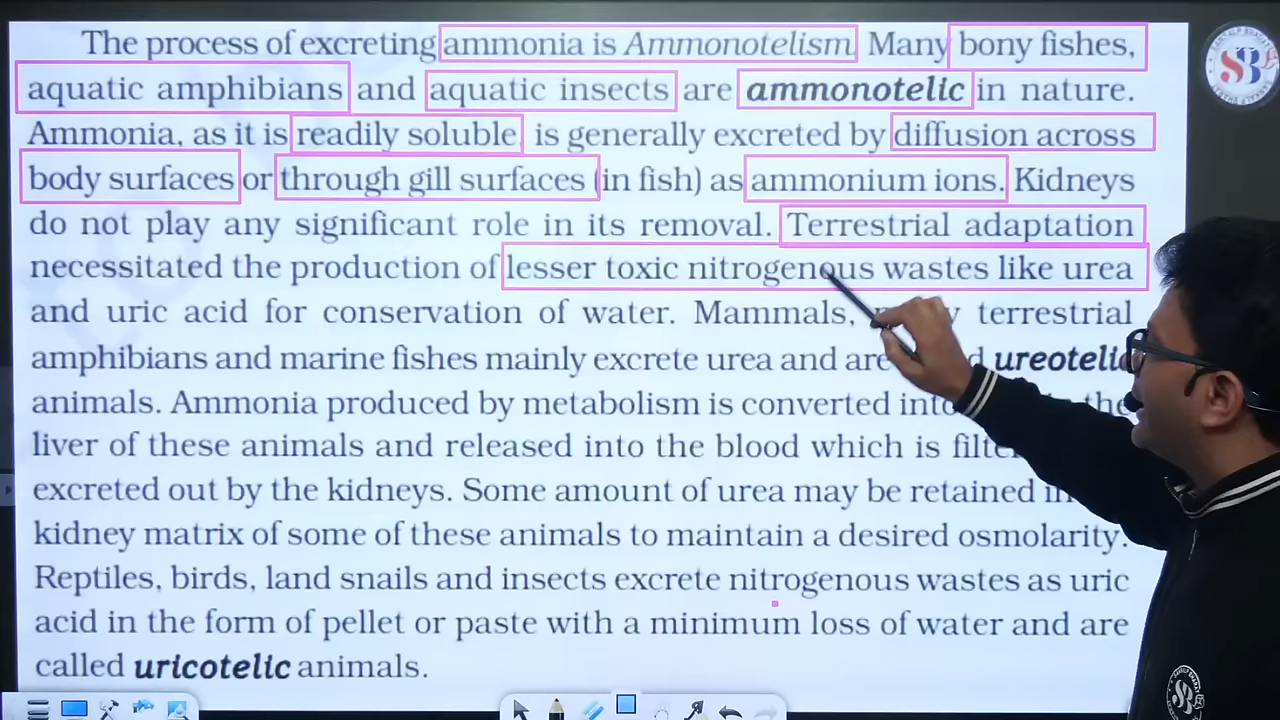 The process of excreting ammonia is Ammonotelism. Many bony fishes,
aquatic amphibians and aquatic insects are ammonotelic in nature.
Ammonia, as it is readily soluble, is generally excreted by diffusion across
body surfaces or through gill surfaces (in fish) as ammonium ions. Kidneys
do not play any significant role in its removal. Terrestrial adaptation
necessitated the production of lesser toxic nitrogenous wastes like urea
and uric acid for conservation of water. Mammals, terrestrial
amphibians and marine fishes mainly excrete urea and are ureotelic
animals. Ammonia produced by metabolism is converted into the
liver of these animals and released into the blood which is
excreted out by the kidneys. Some amount of urea may be retained in
kidney matrix of some of these animals to maintain a desired osmolarity.
Reptiles, birds, land snails and insects excrete nitrogenous wastes as uric
acid in the form of pellet or paste with a minimum loss of water and are
called uricotelic animals.
SB
SB